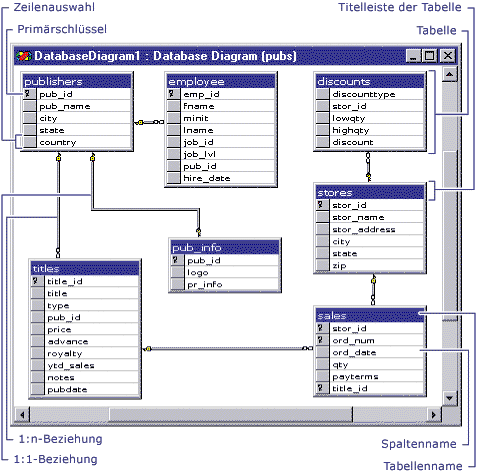 Zeilenauswahl
Titelleiste der Tabelle
Primärschlüssel
Tabelle
DatabaseDiagram1 : Database Diagram (pubs)
publishers
pub_id
pub_name
city
state
country
employee
emp_id
fname
minit
lname
job_id
job_lvl
pub_id
hire_date
discounts
discounttype
stor_id
lowqty
highqty
discount
stores
stor_id
stor_name
stor_address
city
state
zip
pub_info
pub_id
logo
pr_info
titles
title_id
title
type
pub_id
price
advance
royalty
ytd_sales
notes
pubdate
sales
stor_id
ord_num
ord_date
qty
payterms
title_id
1:n-Beziehung
Spaltenname
1:1-Beziehung
Tabellenname